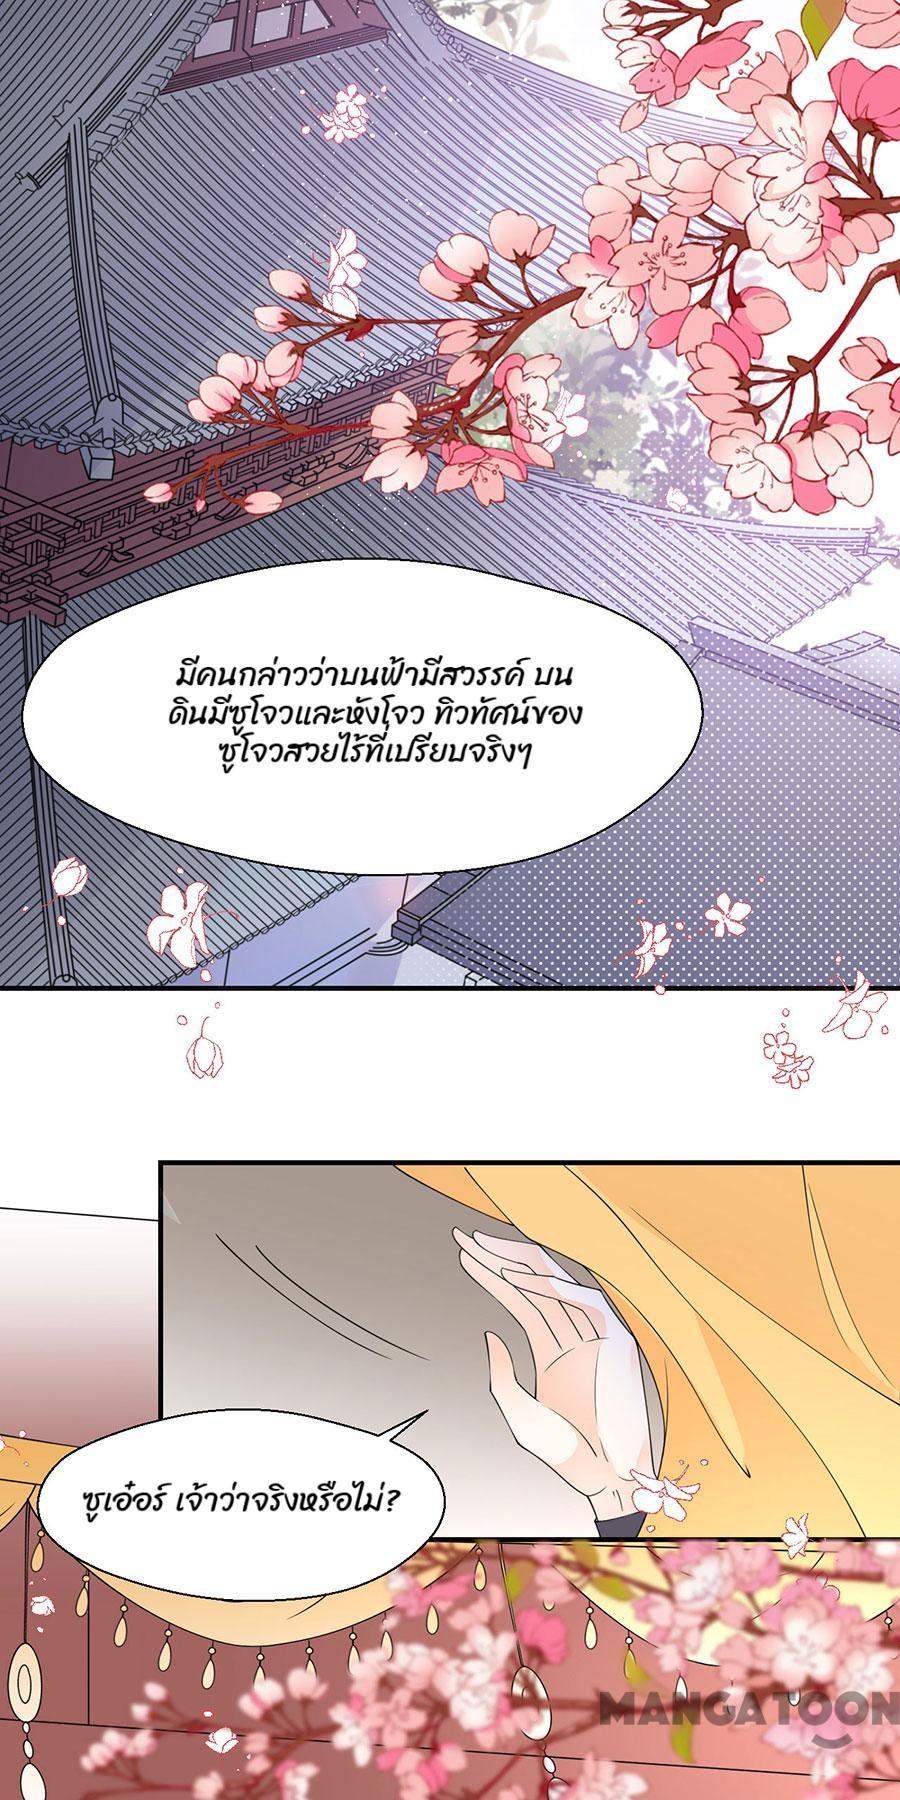 มีคนกล่าวว่าบนฟ้ามีสวรรค์ บน
ดินมีซูโจวและหังโจว ทิวทัศน์ของ
ซูโจวสวยไร้ที่เปรียบจริงๆ
ซูเอ๋อร์ เจ้าว่าจริงหรือไม่?
MANGATOON